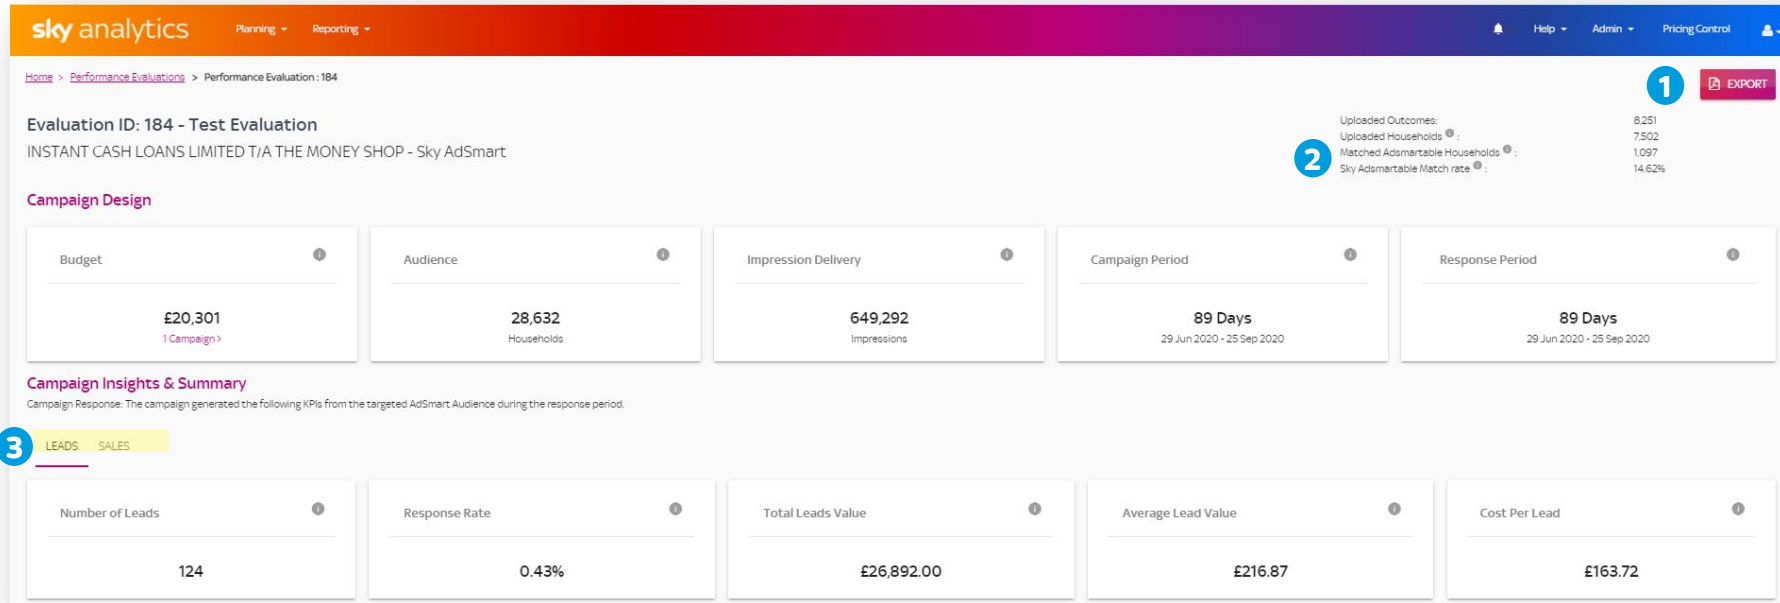 sky analytics Planning Reporting Help Admin Pricing Control
Home > Performance Evaluations > Performance Evaluation : 184
1 EXPORT
Evaluation ID: 184 - Test Evaluation
INSTANT CASH LOANS LIMITED T/A THE MONEY SHOP - Sky AdSmart
Uploaded Outcomes: 8,251
Uploaded Households : 7,502
2 Matched Adsmartable Households : 1,097
Sky Adsmartable Match rate : 14.62%
Campaign Design
Budget
£20,301
1 Campaign >
Audience
28,632
Households
Impression Delivery
649,292
Impressions
Campaign Period
89 Days
29 Jun 2020 - 25 Sep 2020
Response Period
89 Days
29 Jun 2020 - 25 Sep 2020
Campaign Insights & Summary
Campaign Response: The campaign generated the following KPIs from the targeted AdSmart Audience during the response period.
3 LEADS SALES
Number of Leads
124
Response Rate
0.43%
Total Leads Value
£26,892.00
Average Lead Value
£216.87
Cost Per Lead
£163.72